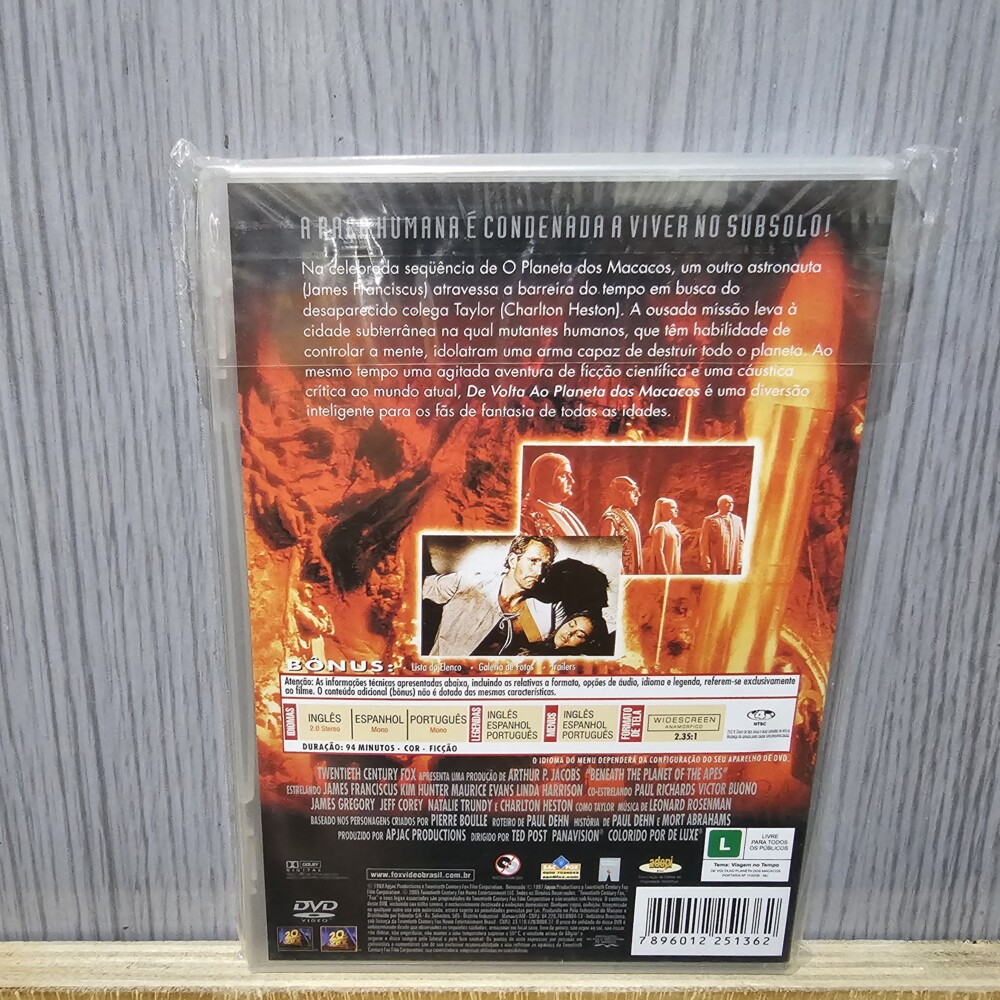 A RAÇA HUMANA É CONDENADA A VIVER NO SUBSOLO!
Na celebrada seqüência de O Planeta dos Macacos, um outro astronauta
(James Franciscus) atravessa a barreira do tempo em busca do
desaparecido colega Taylor (Charlton Heston). A ousada missão leva à
cidade subterrânea na qual mutantes humanos, que têm habilidade de
controlar a mente, idolatram uma arma capaz de destruir todo o planeta. Ao
mesmo tempo uma agitada aventura de ficção científica e uma cáustica
crítica ao mundo atual, De Volta Ao Planeta dos Macacos é uma diversão
inteligente para os fãs de fantasia de todas as idades.
BÔNUS: • Lista do Elenco • Galeria de Fotos • Trailers
Atenção: As informações técnicas apresentadas abaixo, incluindo as relativas a formato, opções de áudio, idioma e legenda, referem-se exclusivamente
ao filme. O conteúdo adicional (bônus) não é dotado das mesmas características.
IDIOMAS
INGLÊS
2.0 Stereo
ESPANHOL
Mono
PORTUGUÊS
Mono
LEGENDAS
INGLÊS
ESPANHOL
PORTUGUÊS
MENUS
INGLÊS
ESPANHOL
PORTUGUÊS
FORMATO
DE TELA
WIDESCREEN
ANAMÓRFICO
2.35:1
4
NTSC
DURAÇÃO: 94 MINUTOS - COR - FICÇÃO
O IDIOMA DO MENU DEPENDERÁ DA CONFIGURAÇÃO DO SEU APARELHO DE DVD.
TWENTIETH CENTURY FOX APRESENTA UMA PRODUÇÃO DE ARTHUR P. JACOBS "BENEATH THE PLANET OF THE APES"
ESTRELANDO JAMES FRANCISCUS KIM HUNTER MAURICE EVANS LINDA HARRISON CO-ESTRELANDO PAUL RICHARDS VICTOR BUONO
JAMES GREGORY JEFF COREY NATALIE TRUNDY E CHARLTON HESTON COMO TAYLOR MÚSICA DE LEONARD ROSENMAN
BASEADO NOS PERSONAGENS CRIADOS POR PIERRE BOULLE ROTEIRO DE PAUL DEHN HISTÓRIA DE PAUL DEHN E MORT ABRAHAMS
PRODUZIDO POR APJAC PRODUCTIONS DIRIGIDO POR TED POST PANAVISION® COLORIDO POR DE LUXE®
L
LIVRE
PARA TODOS
OS PÚBLICOS
Tema: Viagem no Tempo
DOLBY
DIGITAL
www.foxvideobrasil.com.br
adepi
DVD
VIDEO
7896012 251362